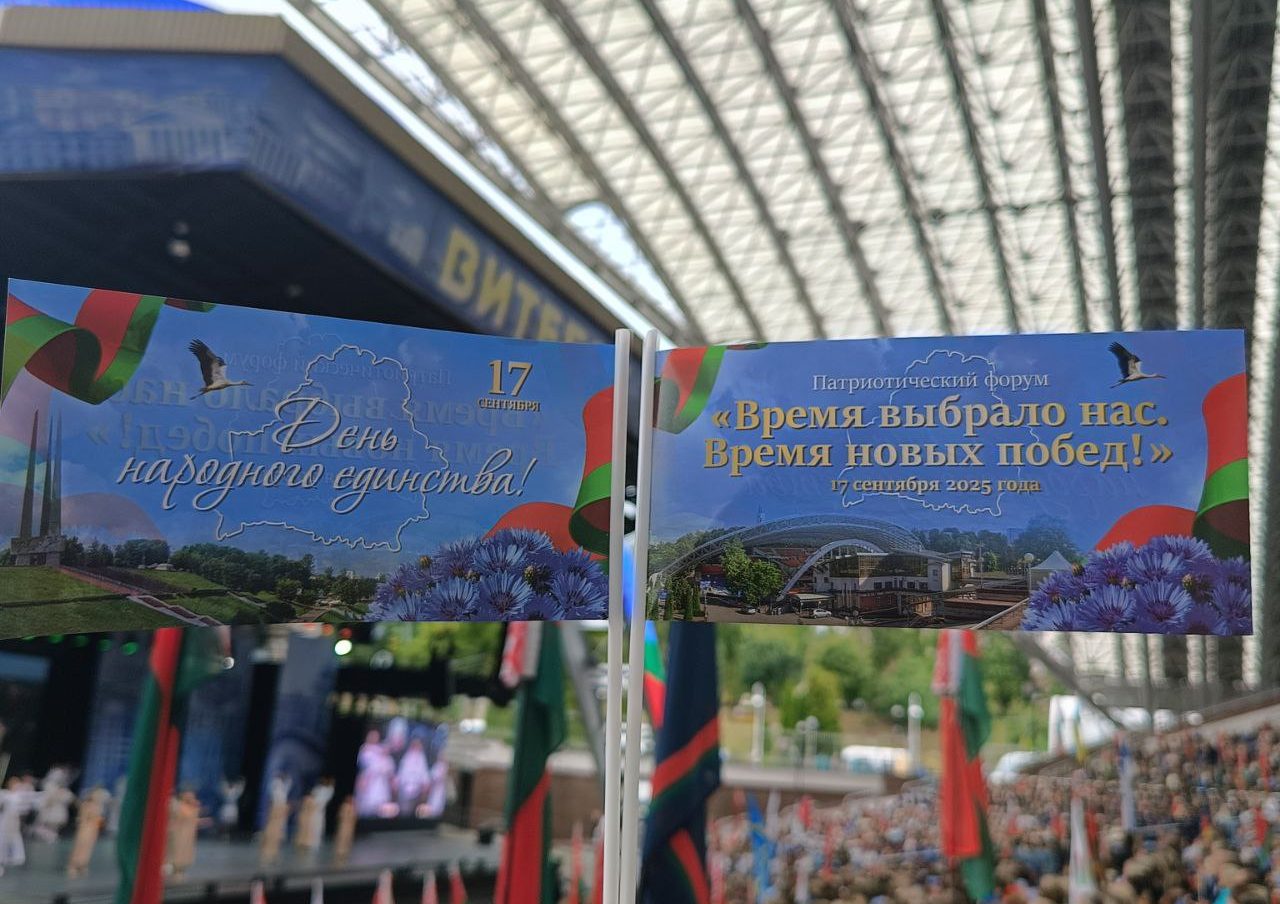 ВИТЕБ
17
СЕНТЯБРЯ
День
народного единства!
Патриотический форум
«Время выбрало нас.
Время новых побед!»
17 сентября 2025 года